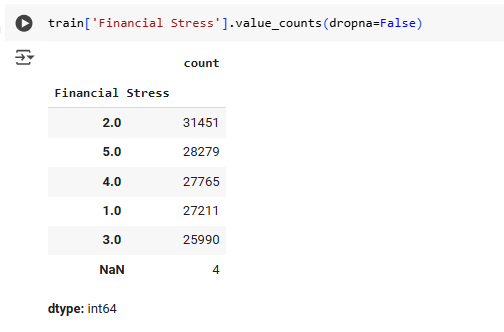 train['Financial Stress'].value_counts(dropna=False)
count
Financial Stress
2.0 31451
5.0 28279
4.0 27765
1.0 27211
3.0 25990
NaN 4
dtype: int64